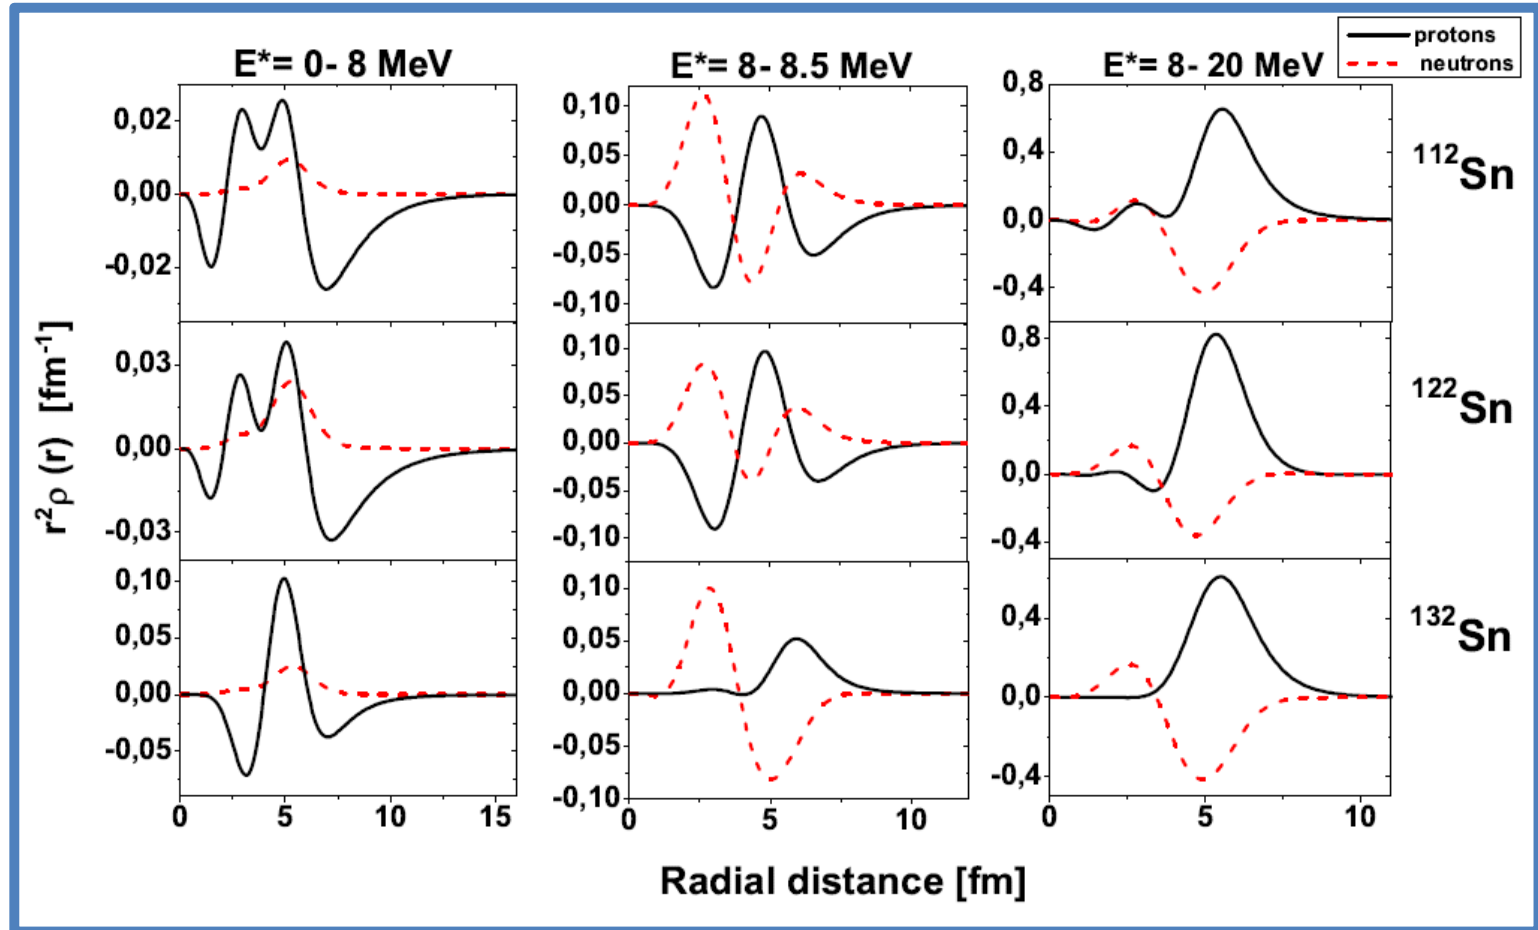 protons
neutrons
E*= 0- 8 MeV
E*= 8- 8.5 MeV
E*= 8- 20 MeV
0,02
0,00
-0,02
0,10
0,05
0,00
-0,05
-0,10
0,8
0,4
0,0
-0,4
¹¹²Sn
0,03
0,00
-0,03
0,10
0,05
0,00
-0,05
-0,10
0,8
0,4
0,0
-0,4
¹²²Sn
0,10
0,05
0,00
-0,05
0,10
0,05
0,00
-0,05
-0,10
0,4
0,0
-0,4
¹³²Sn
0 5 10 15
0 5 10
0 5 10
r²ρ (r) [fm⁻¹]
Radial distance [fm]